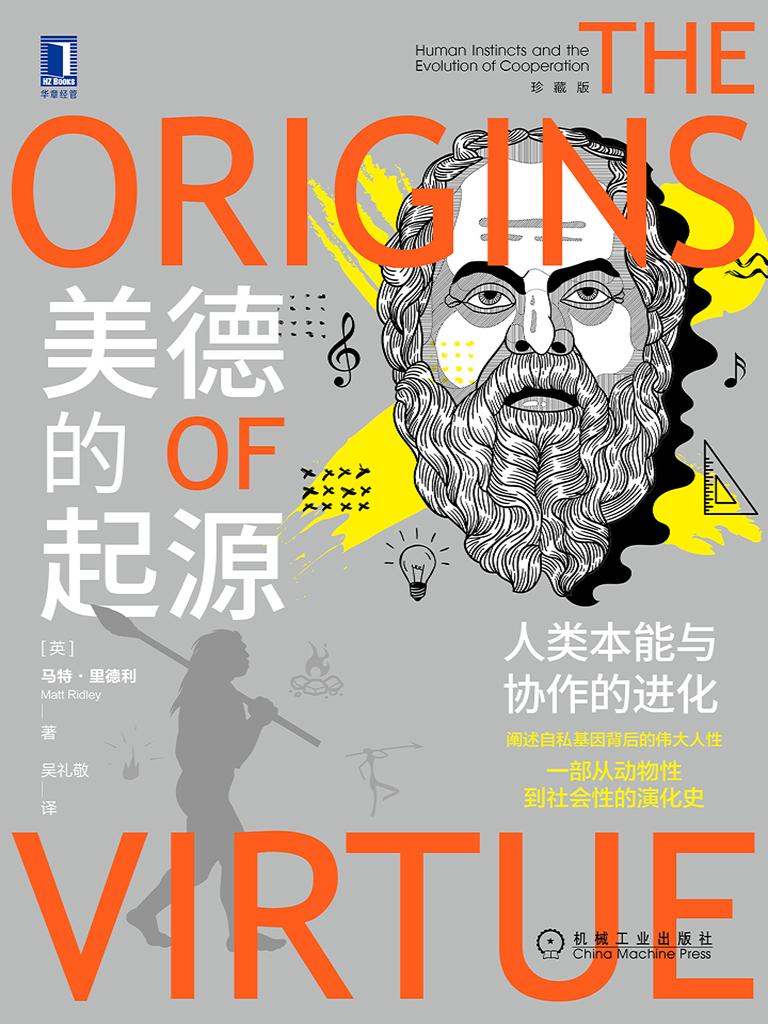 HZ BOOKS
华章经管
Human Instincts and the
Evolution of Cooperation
珍藏版
THE
ORIGINS
美德
的 OF
起源
[英]
马特·里德利
Matt Ridley
著
吴礼敬
译
人类本能与
协作的进化
阐述自私基因背后的伟大人性
一部从动物性
到社会性的演化史
VIRTUE
机械工业出版社
China Machine Press